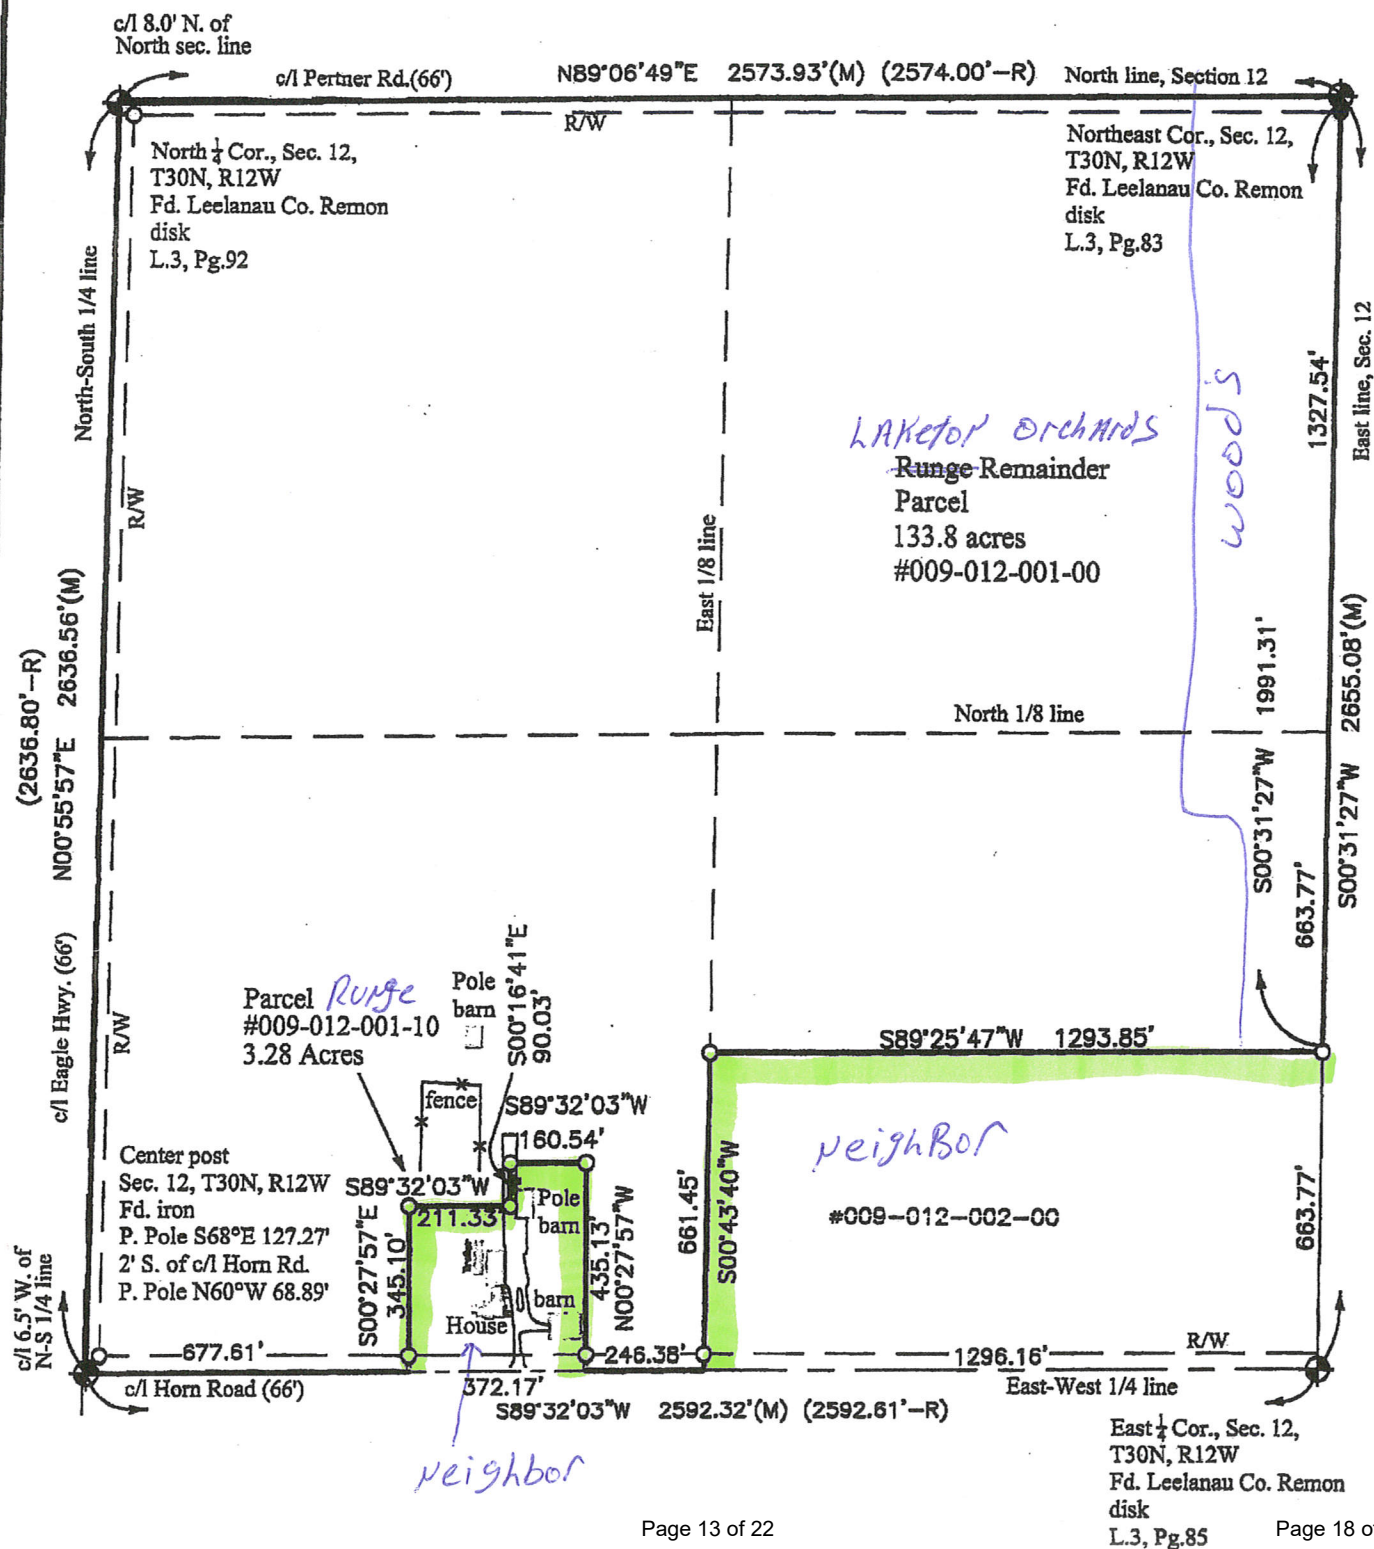 c/l 8.0' N. of
North sec. line
c/l Pertner Rd.(66')
N89°06'49"E 2573.93'(M) (2574.00'-R)
North line, Section 12
R/W
North 1/4 Cor., Sec. 12,
T30N, R12W
Fd. Leelanau Co. Remon
disk
L.3, Pg.92
Northeast Cor., Sec. 12,
T30N, R12W
Fd. Leelanau Co. Remon
disk
L.3, Pg.83
North-South 1/4 line
R/W
1327.54'
East line, Sec. 12
LAKetop Orchards
Runge Remainder
Parcel
133.8 acres
#009-012-001-00
Woods
East 1/8 line
(2636.80'-R)
N00°55'57"E 2636.56'(M)
North 1/8 line
S00°31'27"W 1991.31'
S00°31'27"W 2655.08'(M)
663.77'
c/l Eagle Hwy. (66')
R/W
Parcel Runge
#009-012-001-10
3.28 Acres
Pole
barn
S00°16'41"E
90.03'
S89°25'47"W 1293.85'
fence
S89°32'03"W
160.54'
Center post
Sec. 12, T30N, R12W
Fd. iron
P. Pole S68°E 127.27'
2' S. of c/l Horn Rd.
P. Pole N60°W 68.89'
S89°32'03"W
211.33'
Pole
barn
S00°27'57"E
345.10'
435.13'
N00°27'57"W
661.45'
S00°43'40"W
NeighBor
#009-012-002-00
663.77'
c/l 6.5' W. of
N-S 1/4 line
House
barn
677.61'
246.38'
1296.16'
R/W
c/l Horn Road (66')
372.17'
East-West 1/4 line
S89°32'03"W 2592.32'(M) (2592.61'-R)
Neighbor
East 1/4 Cor., Sec. 12,
T30N, R12W
Fd. Leelanau Co. Remon
disk
L.3, Pg.85
Page 13 of 22
Page 18 of